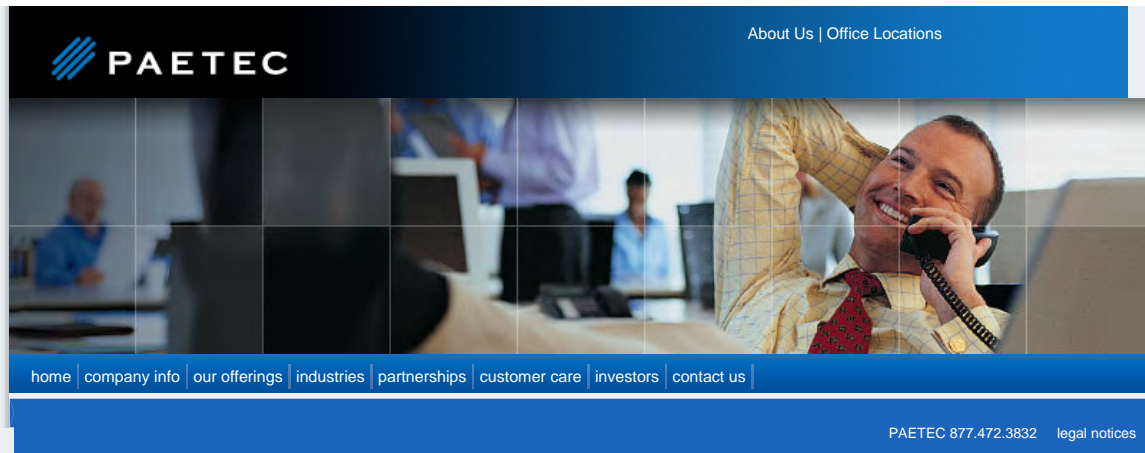 About Us | Office Locations
PAETEC
home company info our offerings industries partnerships customer care investors contact us
PAETEC 877.472.3832 legal notices